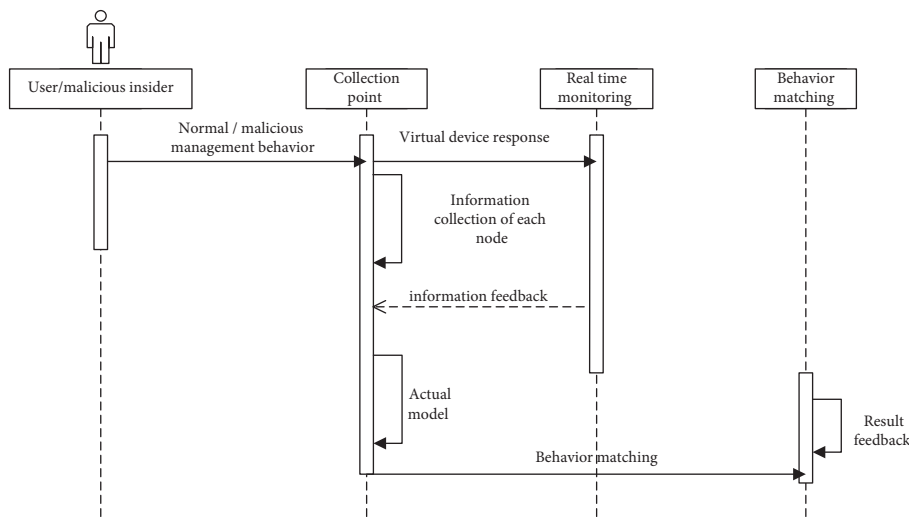 User/malicious insider
Collection
point
Real time
monitoring
Behavior
matching
Normal / malicious
management behavior
Virtual device response
Information
collection of each
node
information feedback
Actual
model
Result
feedback
Behavior matching